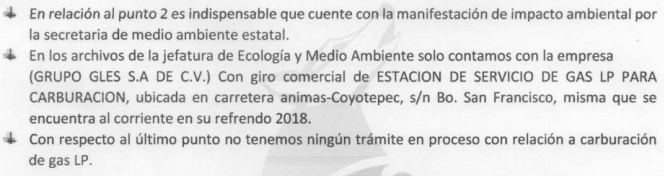 En relación al punto 2 es indispensable que cuente con la manifestación de impacto ambiental por
la secretaria de medio ambiente estatal.
En los archivos de la jefatura de Ecología y Medio Ambiente solo contamos con la empresa
(GRUPO GLES S.A DE C.V.) Con giro comercial de ESTACION DE SERVICIO DE GAS LP PARA
CARBURACION, ubicada en carretera animas-Coyotepec, s/n Bo. San Francisco, misma que se
encuentra al corriente en su refrendo 2018.
Con respecto al último punto no tenemos ningún trámite en proceso con relación a carburación
de gas LP.